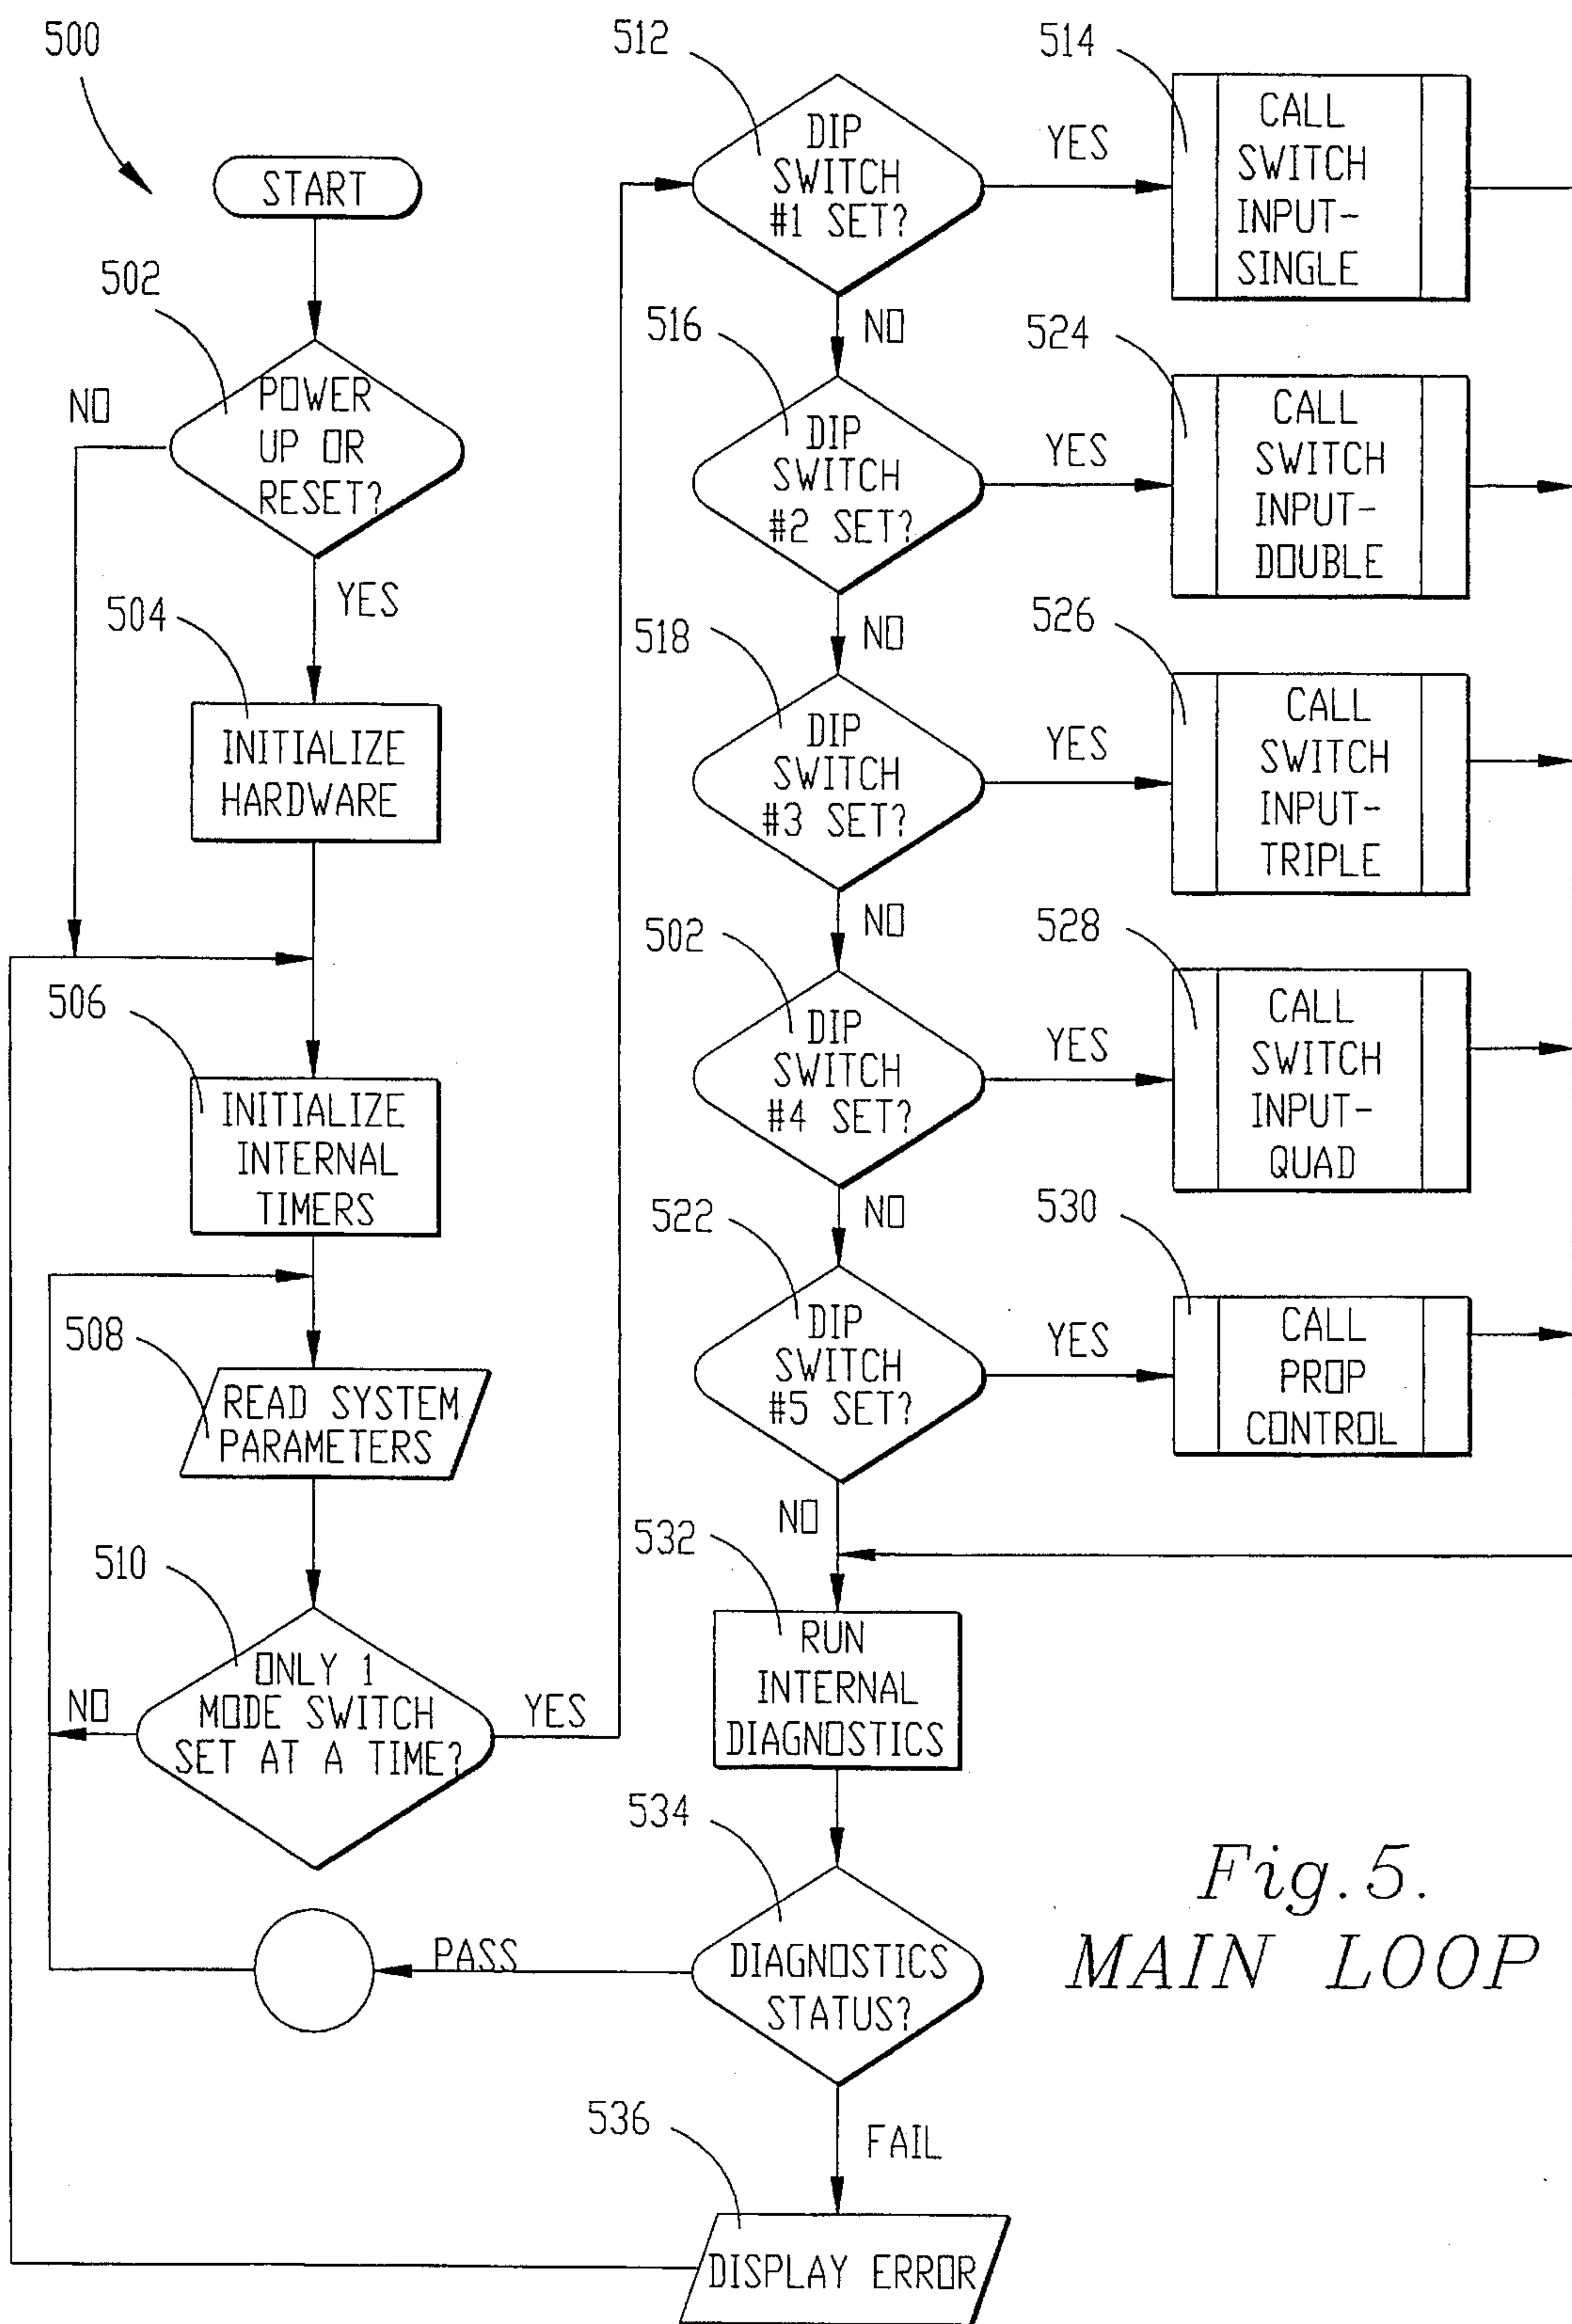 500
START
502
POWER
UP OR
RESET?
NO
YES
504
INITIALIZE
HARDWARE
506
INITIALIZE
INTERNAL
TIMERS
508
READ SYSTEM
PARAMETERS
510
ONLY 1
MODE SWITCH
SET AT A TIME?
NO
YES
512
DIP
SWITCH
#1 SET?
YES
514
CALL
SWITCH
INPUT-
SINGLE
NO
516
DIP
SWITCH
#2 SET?
YES
524
CALL
SWITCH
INPUT-
DOUBLE
NO
518
DIP
SWITCH
#3 SET?
YES
526
CALL
SWITCH
INPUT-
TRIPLE
NO
502
DIP
SWITCH
#4 SET?
YES
528
CALL
SWITCH
INPUT-
QUAD
NO
522
DIP
SWITCH
#5 SET?
YES
530
CALL
PROP
CONTROL
NO
532
RUN
INTERNAL
DIAGNOSTICS
534
DIAGNOSTICS
STATUS?
PASS
FAIL
536
DISPLAY ERROR
Fig. 5.
MAIN LOOP